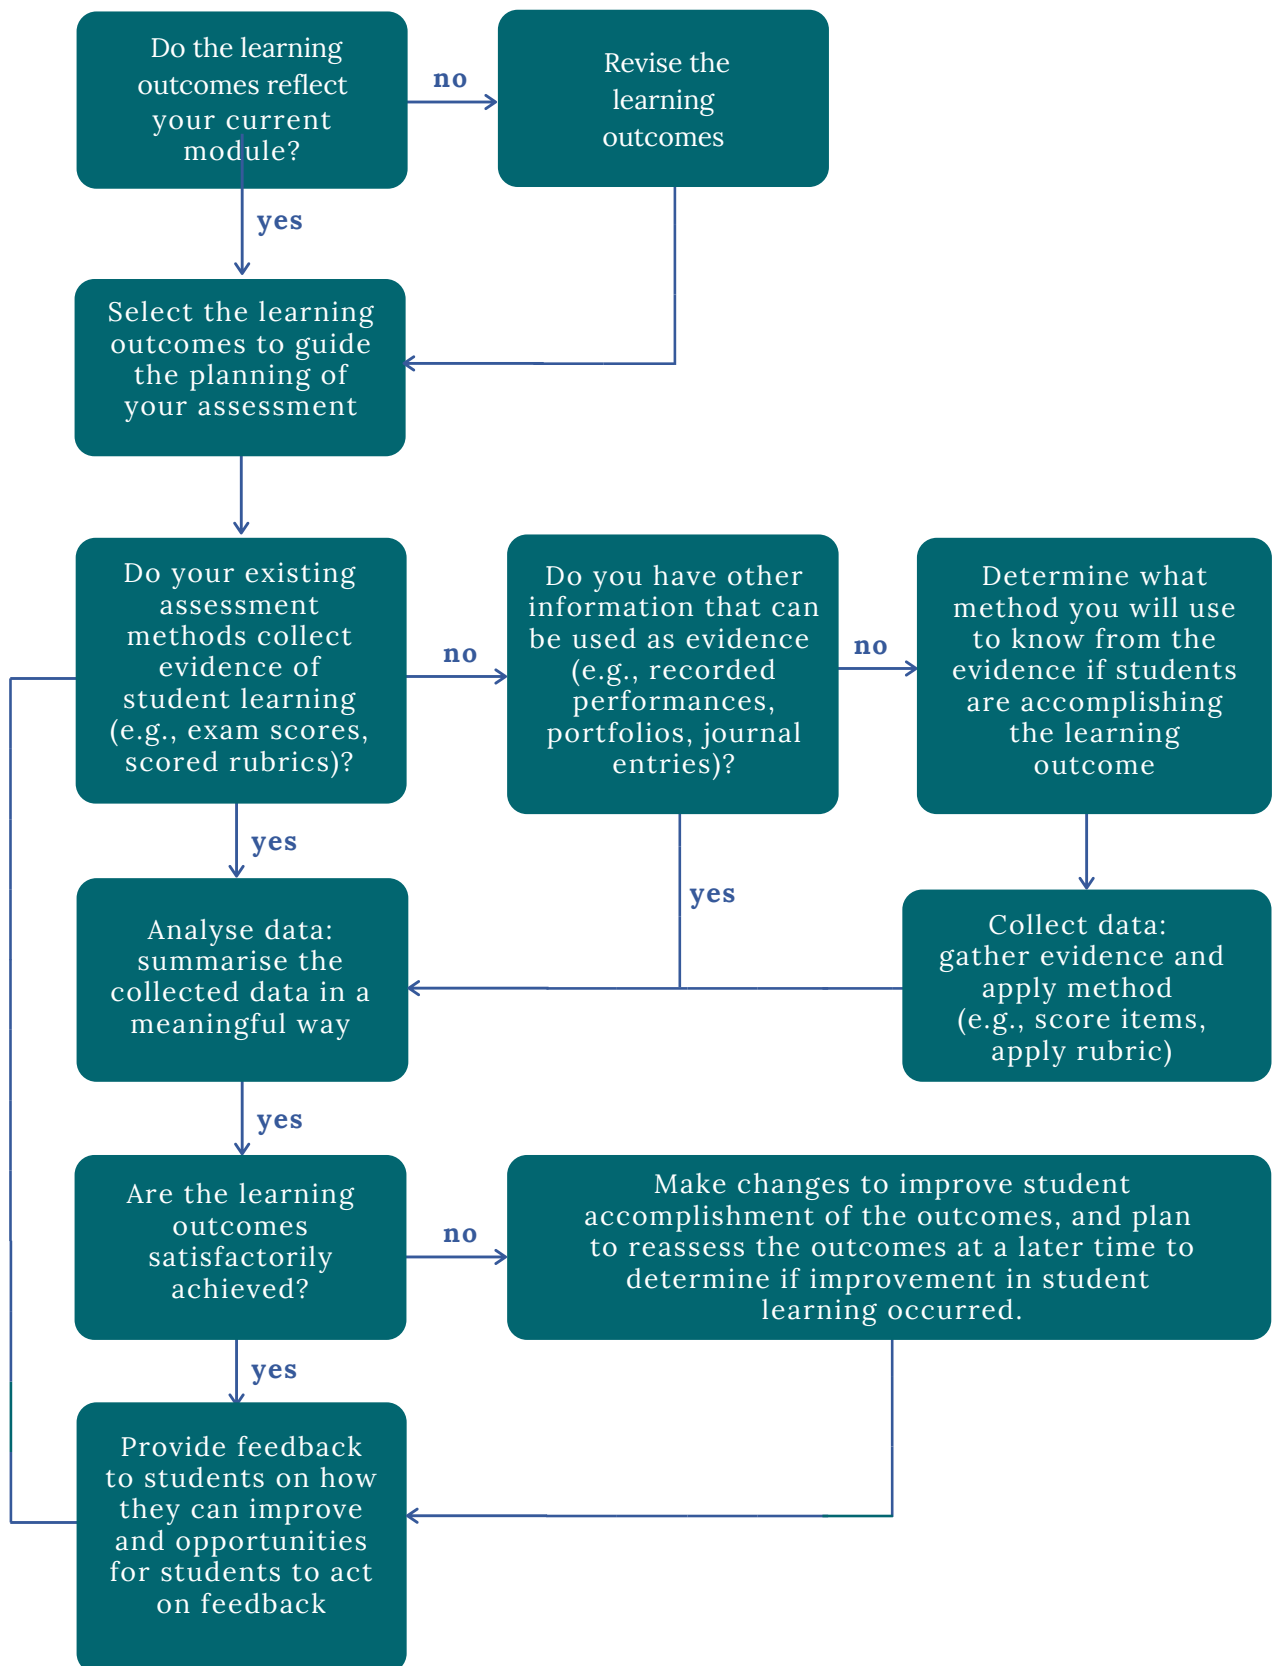 Do the learning
outcomes reflect
your current
module?
no
Revise the
learning
outcomes
yes
Select the learning
outcomes to guide
the planning of
your assessment
Do your existing
assessment
methods collect
evidence of
student learning
(e.g., exam scores,
scored rubrics)?
no
Do you have other
information that can
be used as evidence
(e.g., recorded
performances,
portfolios, journal
entries)?
no
Determine what
method you will use
to know from the
evidence if students
are accomplishing
the learning
outcome
yes
yes
Analyse data:
summarise the
collected data in a
meaningful way
Collect data:
gather evidence and
apply method
(e.g., score items,
apply rubric)
yes
Are the learning
outcomes
satisfactorily
achieved?
no
Make changes to improve student
accomplishment of the outcomes, and plan
to reassess the outcomes at a later time to
determine if improvement in student
learning occurred.
yes
Provide feedback
to students on how
they can improve
and opportunities
for students to act
on feedback